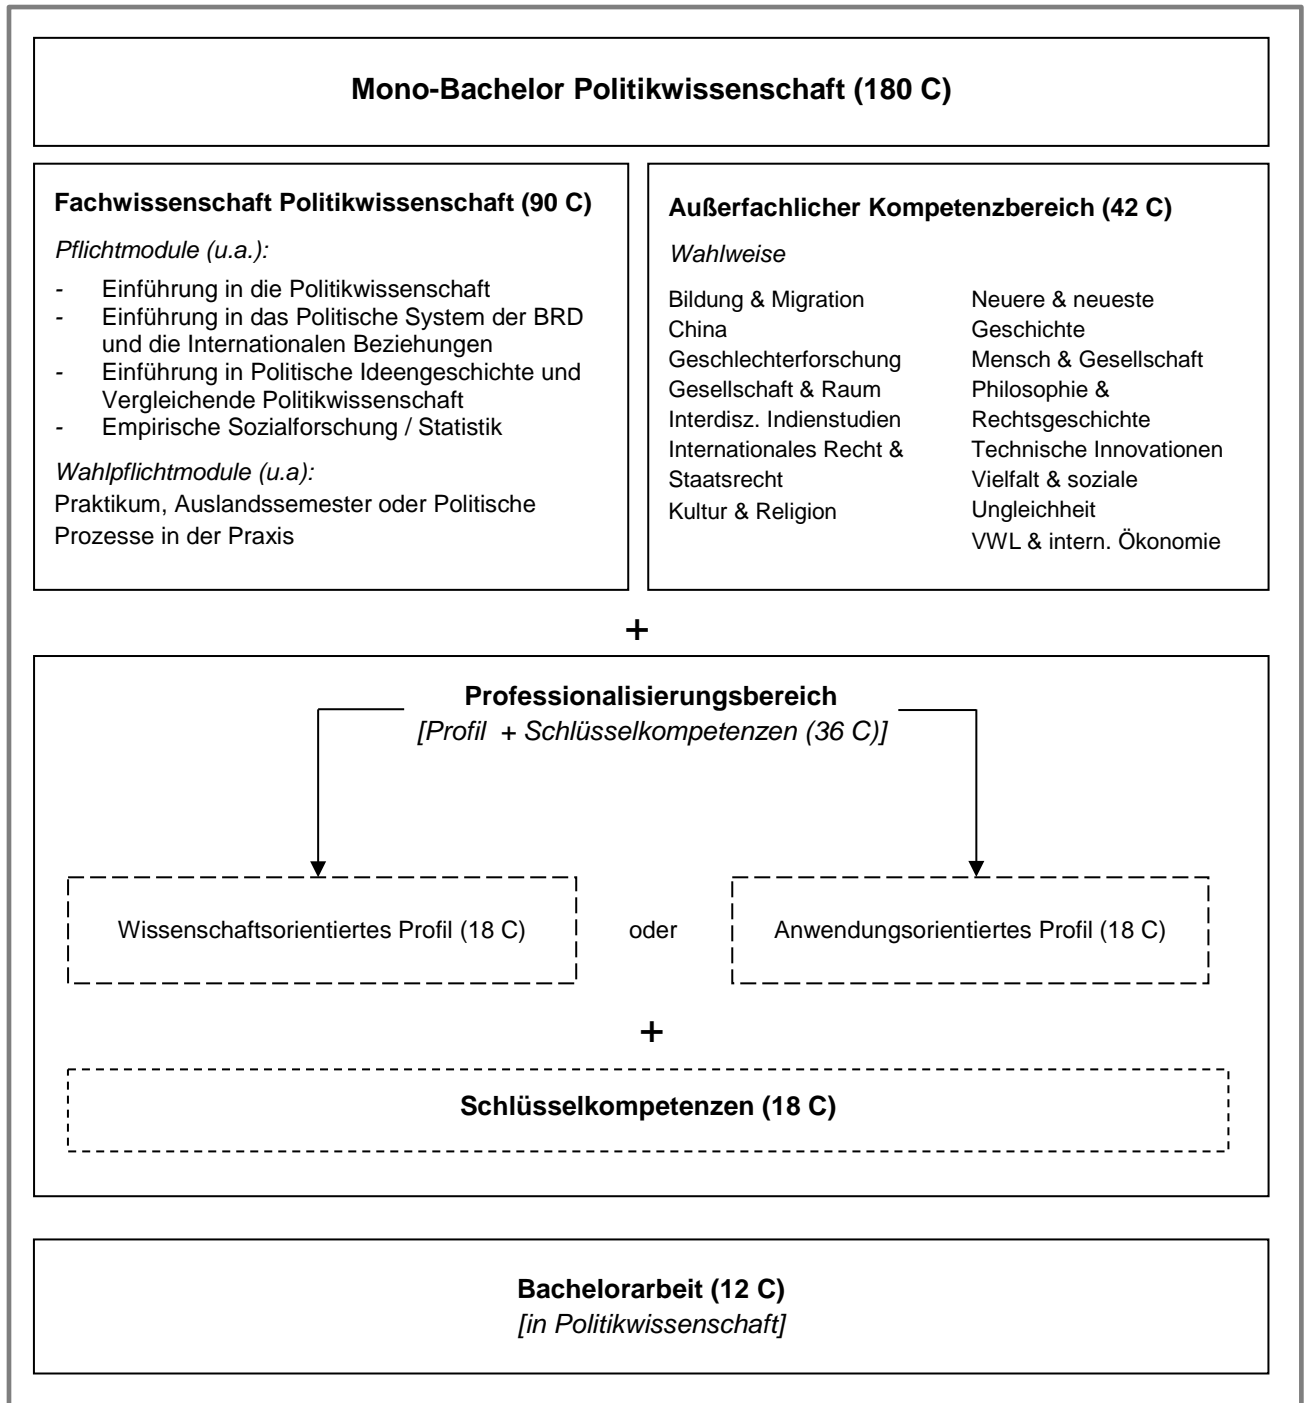 Mono-Bachelor Politikwissenschaft (180 C)
Fachwissenschaft Politikwissenschaft (90 C)
Pflichtmodule (u.a.):
- Einführung in die Politikwissenschaft
- Einführung in das Politische System der BRD
und die Internationalen Beziehungen
- Einführung in Politische Ideengeschichte und
Vergleichende Politikwissenschaft
- Empirische Sozialforschung / Statistik
Wahlpflichtmodule (u.a):
Praktikum, Auslandssemester oder Politische
Prozesse in der Praxis
Außerfachlicher Kompetenzbereich (42 C)
Wahlweise
Bildung & Migration
China
Geschlechterforschung
Gesellschaft & Raum
Interdisz. Indienstudien
Internationales Recht &
Staatsrecht
Kultur & Religion
Neuere & neueste
Geschichte
Mensch & Gesellschaft
Philosophie &
Rechtsgeschichte
Technische Innovationen
Vielfalt & soziale
Ungleichheit
VWL & intern. Ökonomie
+
Professionalisierungsbereich
[Profil + Schlüsselkompetenzen (36 C)]
Wissenschaftsorientiertes Profil (18 C)
oder
Anwendungsorientiertes Profil (18 C)
+
Schlüsselkompetenzen (18 C)
Bachelorarbeit (12 C)
[in Politikwissenschaft]